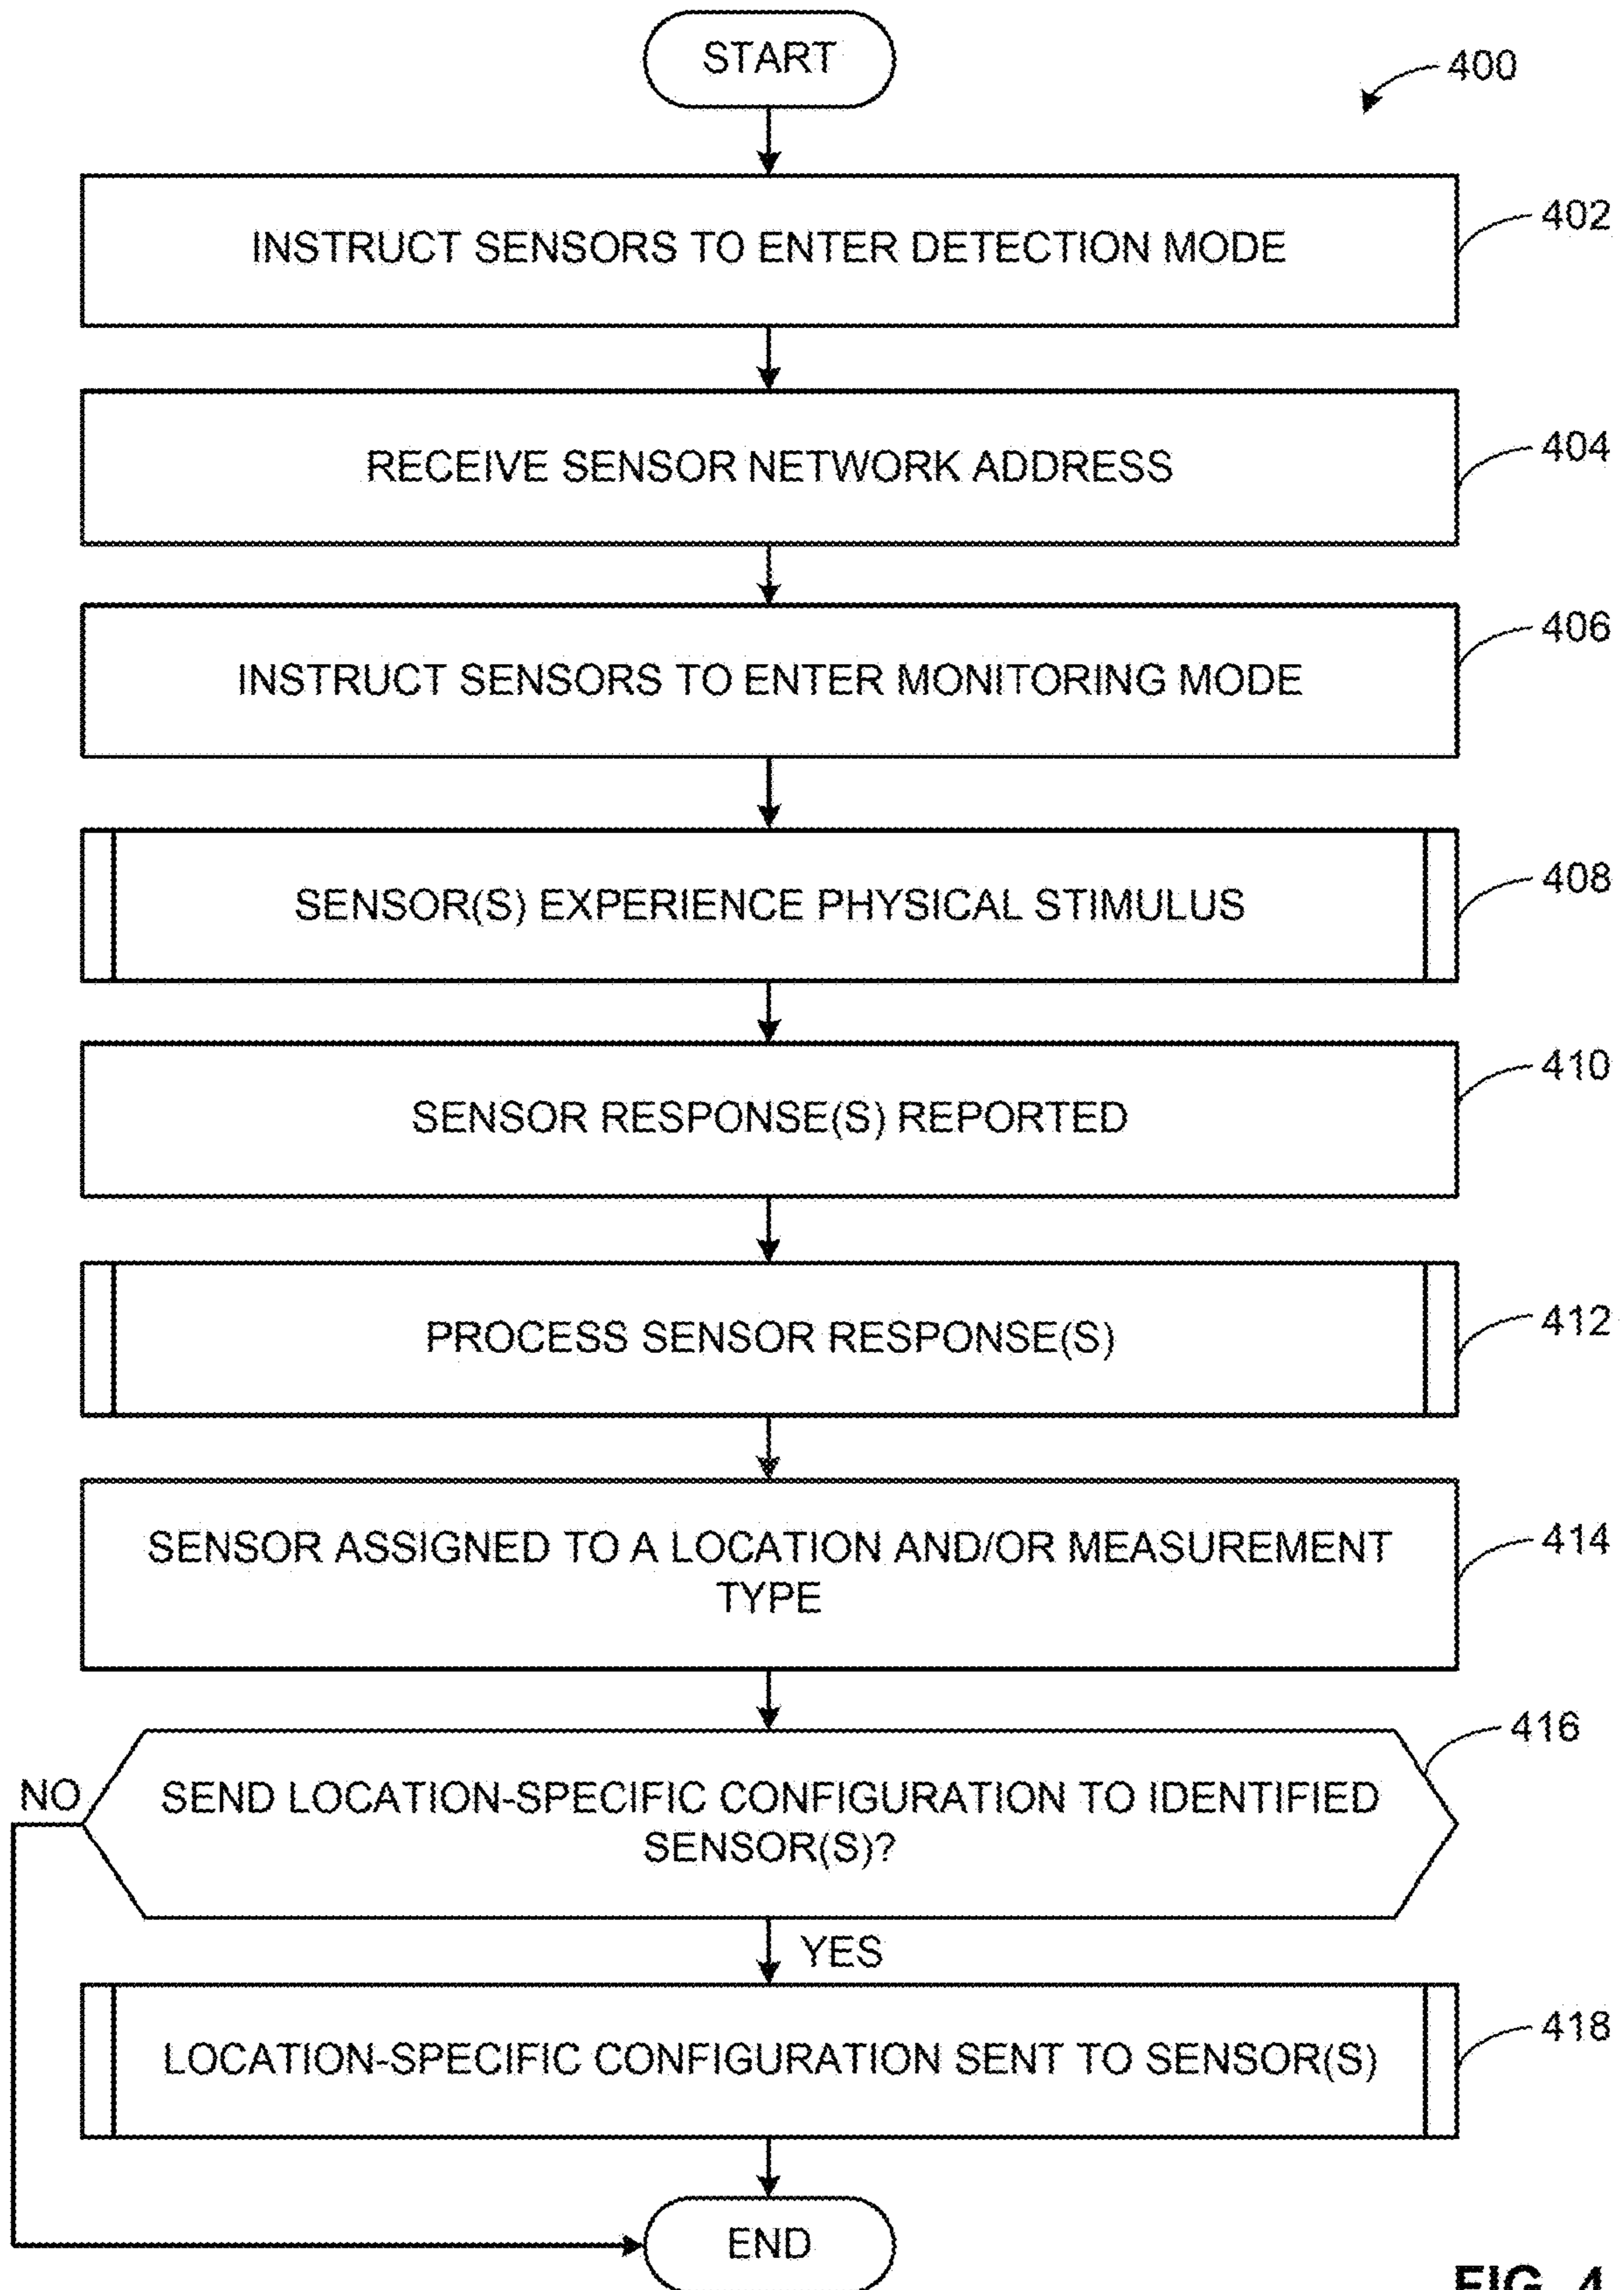 START
400
INSTRUCT SENSORS TO ENTER DETECTION MODE
402
RECEIVE SENSOR NETWORK ADDRESS
404
INSTRUCT SENSORS TO ENTER MONITORING MODE
406
SENSOR(S) EXPERIENCE PHYSICAL STIMULUS
408
SENSOR RESPONSE(S) REPORTED
410
PROCESS SENSOR RESPONSE(S)
412
SENSOR ASSIGNED TO A LOCATION AND/OR MEASUREMENT
TYPE
414
416
NO
SEND LOCATION-SPECIFIC CONFIGURATION TO IDENTIFIED
SENSOR(S)?
YES
LOCATION-SPECIFIC CONFIGURATION SENT TO SENSOR(S)
418
END
FIG. 4